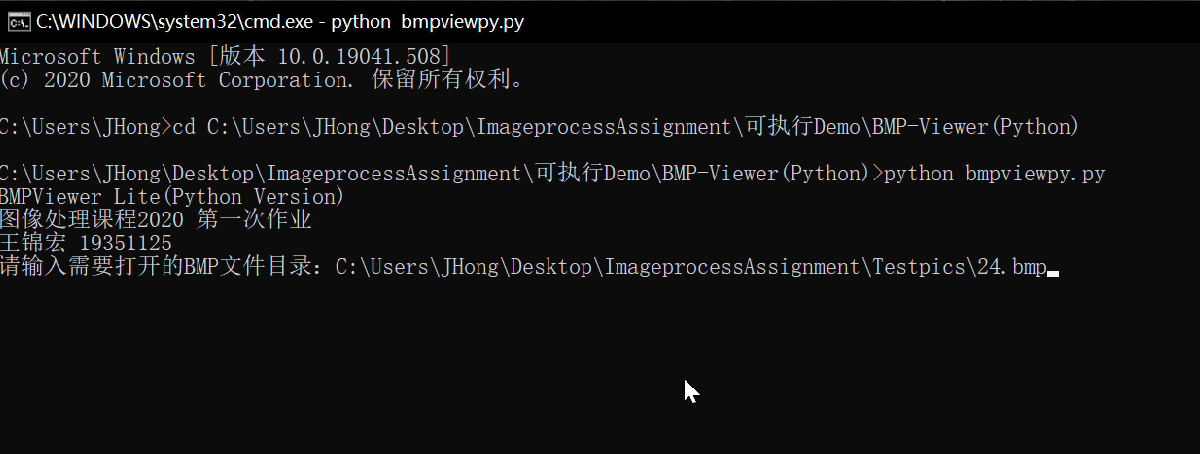 C:\WINDOWS\system32\cmd.exe - python  bmpviewpy.py
Microsoft Windows [版本 10.0.19041.508]
(c) 2020 Microsoft Corporation. 保留所有权利。
C:\Users\JHong>cd C:\Users\JHong\Desktop\ImageprocessAssignment\可执行Demo\BMP-Viewer(Python)
C:\Users\JHong\Desktop\ImageprocessAssignment\可执行Demo\BMP-Viewer(Python)>python bmpviewpy.py
BMPViewer Lite(Python Version)
图像处理课程2020 第一次作业
王锦宏 19351125
请输入需要打开的BMP文件目录：C:\Users\JHong\Desktop\ImageprocessAssignment\Testpics\24.bmp